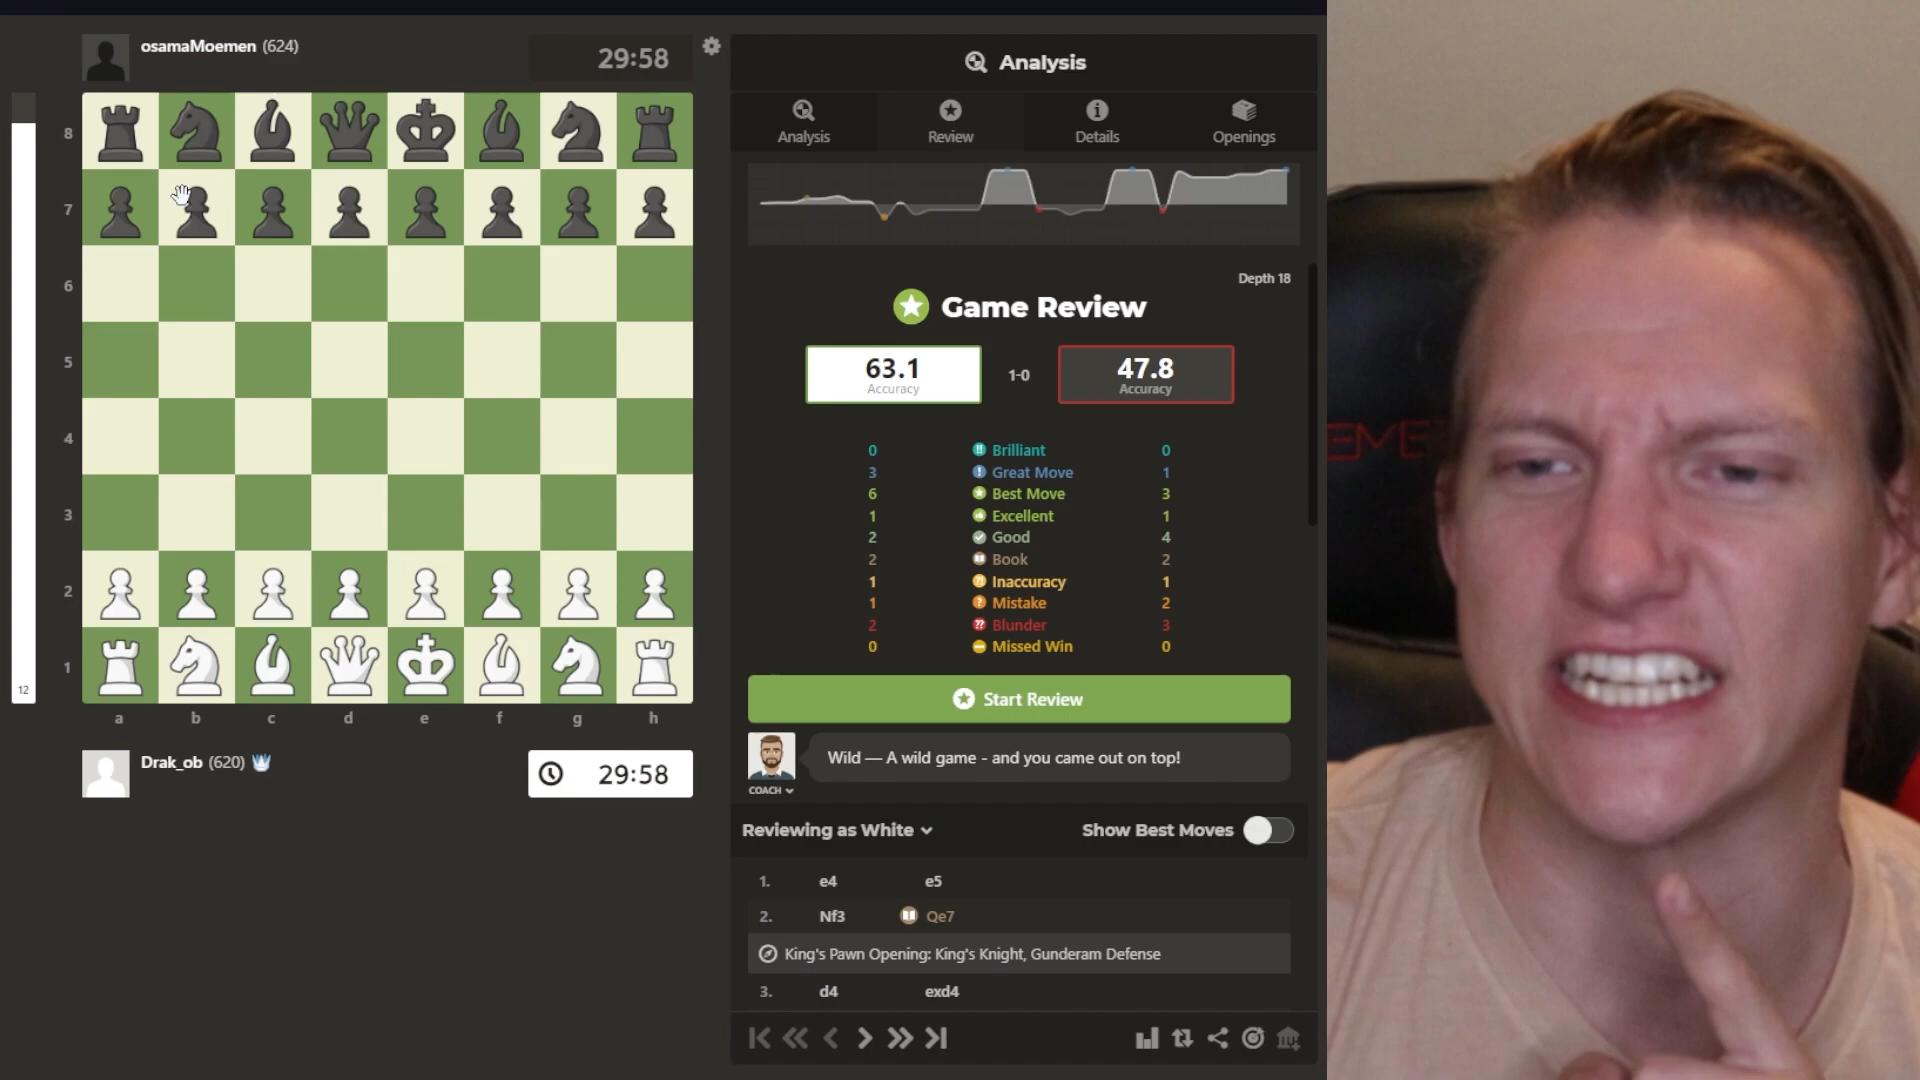 osamaMoemen (624)
29:58
Analysis
Analysis
Review
Details
Openings
Depth 18
Game Review
63.1
Accuracy
1-0
47.8
Accuracy
0 !! Brilliant 0
3 ! Great Move 1
6 Best Move 3
1 Excellent 1
2 Good 4
2 Book 2
1 ?! Inaccuracy 1
1 ? Mistake 2
2 ?? Blunder 3
0 Missed Win 0
Start Review
Wild — A wild game - and you came out on top!
COACH
Reviewing as White
Show Best Moves
1. e4 e5
2. Nf3 Qe7
King's Pawn Opening: King's Knight, Gunderam Defense
3. d4 exd4
8
7
6
5
4
3
2
1
12
a b c d e f g h
Drak_ob (620)
29:58